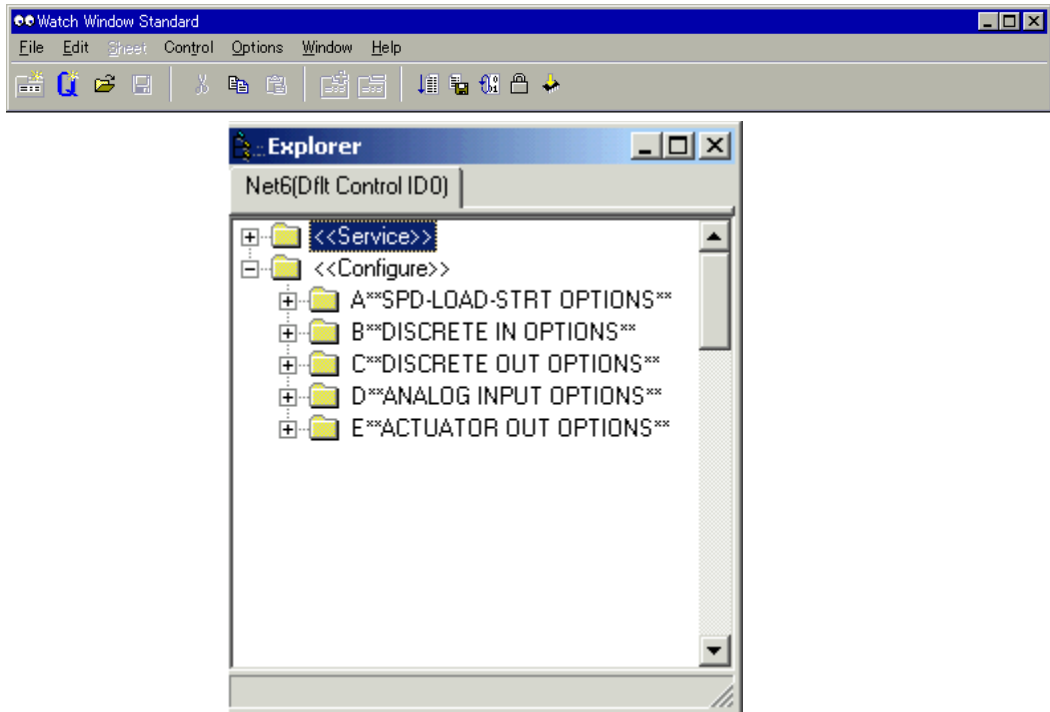 Watch Window Standard
File Edit Sheet Control Options Window Help
Explorer
Net6(Dflt Control ID0)
<<Service>>
<<Configure>>
A**SPD-LOAD-STRT OPTIONS**
B**DISCRETE IN OPTIONS**
C**DISCRETE OUT OPTIONS**
D**ANALOG INPUT OPTIONS**
E**ACTUATOR OUT OPTIONS**